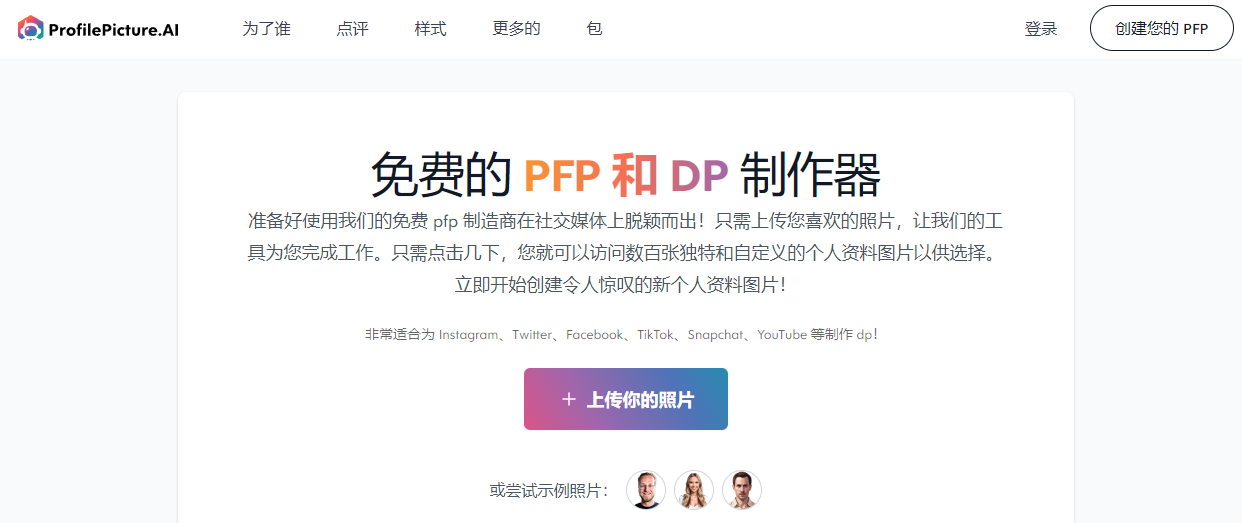 ProfilePicture.AI
为了谁
点评
样式
更多的
包
登录
创建您的 PFP
免费的 PFP 和 DP 制作器
准备好使用我们的免费 pfp 制造商在社交媒体上脱颖而出！只需上传您喜欢的照片，让我们的工
具为您完成工作。只需点击几下，您就可以访问数百张独特和自定义的个人资料图片以供选择。
立即开始创建令人惊叹的新个人资料图片！
非常适合为 Instagram、Twitter、Facebook、TikTok、Snapchat、YouTube 等制作 dp！
+ 上传你的照片
或尝试示例照片：